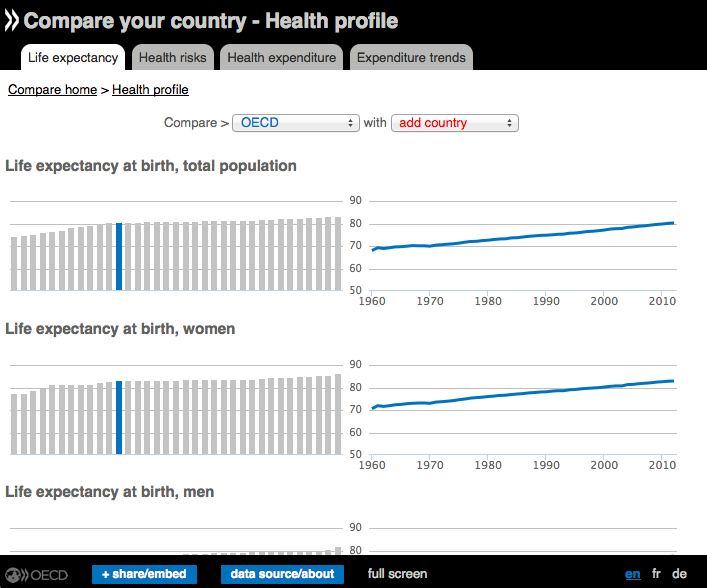 Compare your country - Health profile
Life expectancy Health risks Health expenditure Expenditure trends
Compare home > Health profile
Compare > OECD with add country
Life expectancy at birth, total population
90
80
70
60
50
1960 1970 1980 1990 2000 2010
Life expectancy at birth, women
90
80
70
60
50
1960 1970 1980 1990 2000 2010
Life expectancy at birth, men
90
80
OECD + share/embed data source/about full screen en fr de